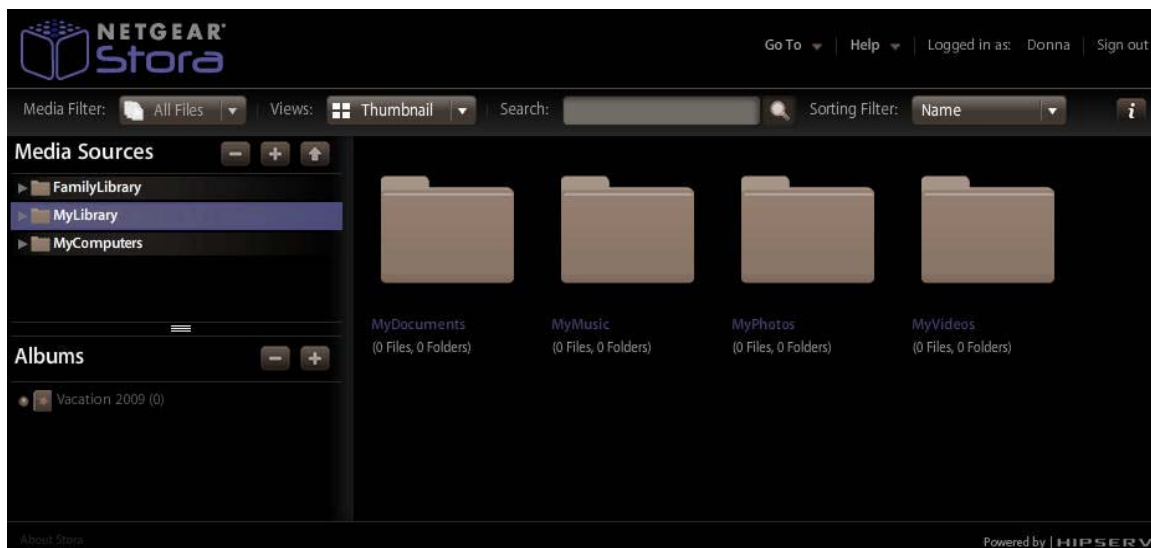 NETGEAR
Stora
Go To Help Logged in as: Donna Sign out
Media Filter: All Files Views: Thumbnail Search: Sorting Filter: Name i
Media Sources
FamilyLibrary
MyLibrary
MyComputers
MyDocuments MyMusic MyPhotos MyVideos
(0 Files, 0 Folders) (0 Files, 0 Folders) (0 Files, 0 Folders) (0 Files, 0 Folders)
Albums
Vacation 2009 (0)
About Stora Powered by | HIPSERV